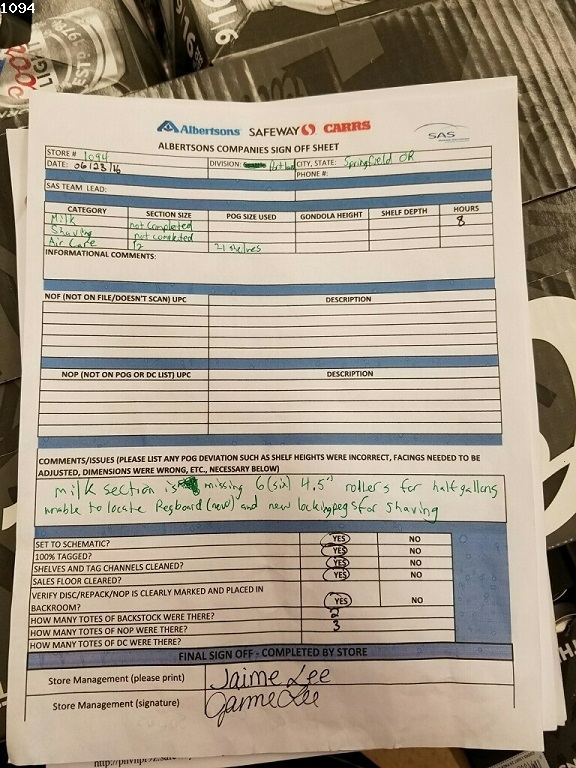 1094
Albertsons SAFEWAY CARRS
SAS
ALBERTSONS COMPANIES SIGN OFF SHEET
STORE # 1094
DATE: 06/23/16 DIVISION: CITY, STATE: Springfield OR
PHONE #:
SAS TEAM LEAD:
CATEGORY SECTION SIZE POG SIZE USED GONDOLA HEIGHT SHELF DEPTH HOURS
Milk not completed 8
Shaving not completed
Air Care 12 21 shelves
INFORMATIONAL COMMENTS:
NOF (NOT ON FILE/DOESN'T SCAN) UPC DESCRIPTION
NOP (NOT ON POG OR DC LIST) UPC DESCRIPTION
COMMENTS/ISSUES (PLEASE LIST ANY POG DEVIATION SUCH AS SHELF HEIGHTS WERE INCORRECT, FACINGS NEEDED TO BE
ADJUSTED, DIMENSIONS WERE WRONG, ETC., NECESSARY BELOW)
milk section is missing 6(six) 4.5" rollers for half gallons
unable to locate Pegboard (new) and new locking pegs for shaving
SET TO SCHEMATIC? YES NO
100% TAGGED? YES NO
SHELVES AND TAG CHANNELS CLEANED? YES NO
SALES FLOOR CLEARED? YES NO
VERIFY DISC/REPACK/NOP IS CLEARLY MARKED AND PLACED IN
BACKROOM? YES NO
HOW MANY TOTES OF BACKSTOCK WERE THERE? 2
HOW MANY TOTES OF NOP WERE THERE? 3
HOW MANY TOTES OF DC WERE THERE?
FINAL SIGN OFF - COMPLETED BY STORE
Store Management (please print) Jaime Lee
Store Management (signature) Jaime Lee